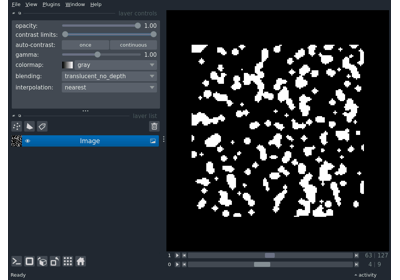 File View Plugins Window Help
layer controls
opacity: 1.00
contrast limits:
auto-contrast: once continuous
gamma: 1.00
colormap: gray
blending: translucent_no_depth
interpolation: nearest
layer list
Image
1 63 127
0 4 9
Ready activity